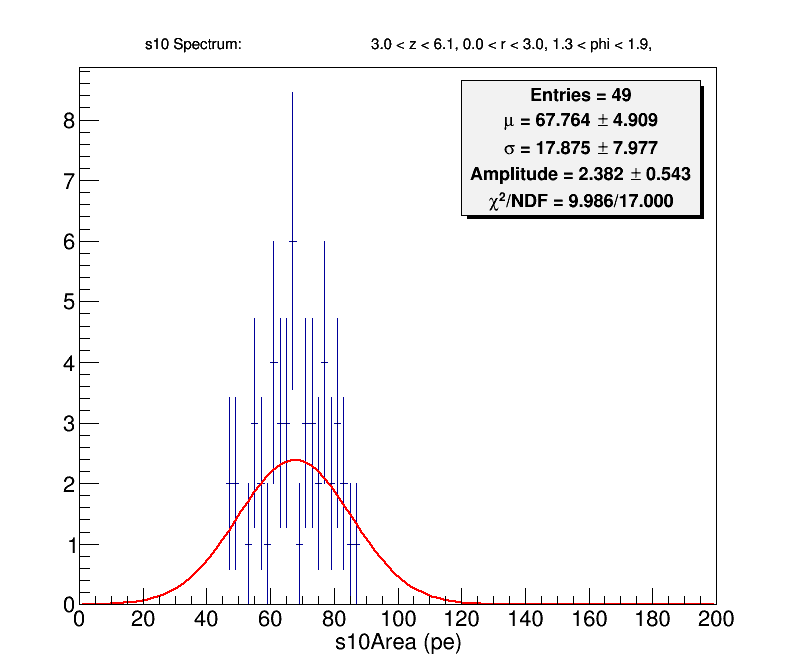 s10 Spectrum: 3.0 < z < 6.1, 0.0 < r < 3.0, 1.3 < phi < 1.9,
Entries = 49
μ = 67.764 ± 4.909
σ = 17.875 ± 7.977
Amplitude = 2.382 ± 0.543
χ²/NDF = 9.986/17.000
8
7
6
5
4
3
2
1
0
0 20 40 60 80 100 120 140 160 180 200
s10Area (pe)